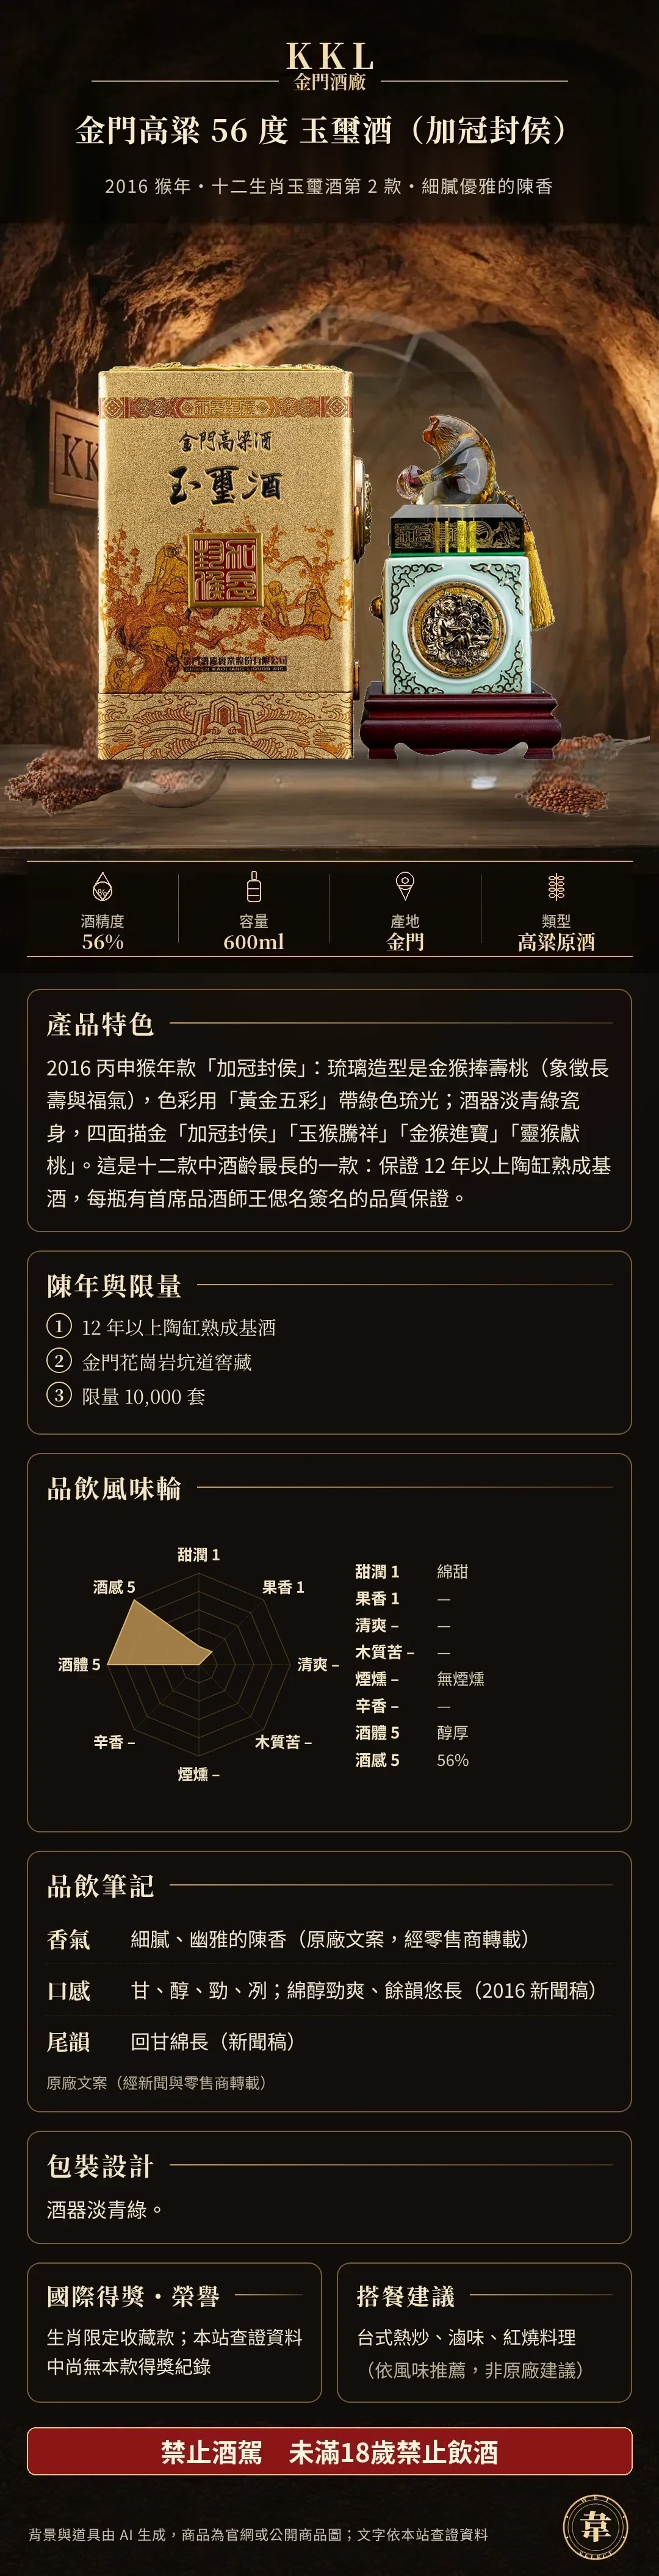 KKL
金門酒廠
金門高粱 56 度 玉璽酒（加冠封侯）
2016 猴年・十二生肖玉璽酒第 2 款・細膩優雅的陳香
KK
金門高粱酒
玉璽酒
加冠封侯
金門酒廠實業股份有限公司
酒精度
56%
容量
600ml
產地
金門
類型
高粱原酒
產品特色
2016 丙申猴年款「加冠封侯」：琉璃造型是金猴捧壽桃（象徵長
壽與福氣），色彩用「黃金五彩」帶綠色琉光；酒器淡青綠瓷
身，四面描金「加冠封侯」「玉猴騰祥」「金猴進寶」「靈猴獻
桃」。這是十二款中酒齡最長的一款：保證 12 年以上陶缸熟成基
酒，每瓶有首席品酒師王偲名簽名的品質保證。
陳年與限量
1 12 年以上陶缸熟成基酒
2 金門花崗岩坑道窖藏
3 限量 10,000 套
品飲風味輪
甜潤 1
酒感 5
果香 1
酒體 5
清爽 –
辛香 –
木質苦 –
煙燻 –
甜潤 1 綿甜
果香 1 —
清爽 – —
木質苦 – —
煙燻 – 無煙燻
辛香 – —
酒體 5 醇厚
酒感 5 56%
品飲筆記
香氣 細膩、幽雅的陳香（原廠文案，經零售商轉載）
口感 甘、醇、勁、冽；綿醇勁爽、餘韻悠長（2016 新聞稿）
尾韻 回甘綿長（新聞稿）
原廠文案（經新聞與零售商轉載）
包裝設計
酒器淡青綠。
國際得獎・榮譽
生肖限定收藏款；本站查證資料
中尚無本款得獎紀錄
搭餐建議
台式熱炒、滷味、紅燒料理
（依風味推薦，非原廠建議）
禁止酒駕 未滿18歲禁止飲酒
背景與道具由 AI 生成，商品為官網或公開商品圖；文字依本站查證資料
韋